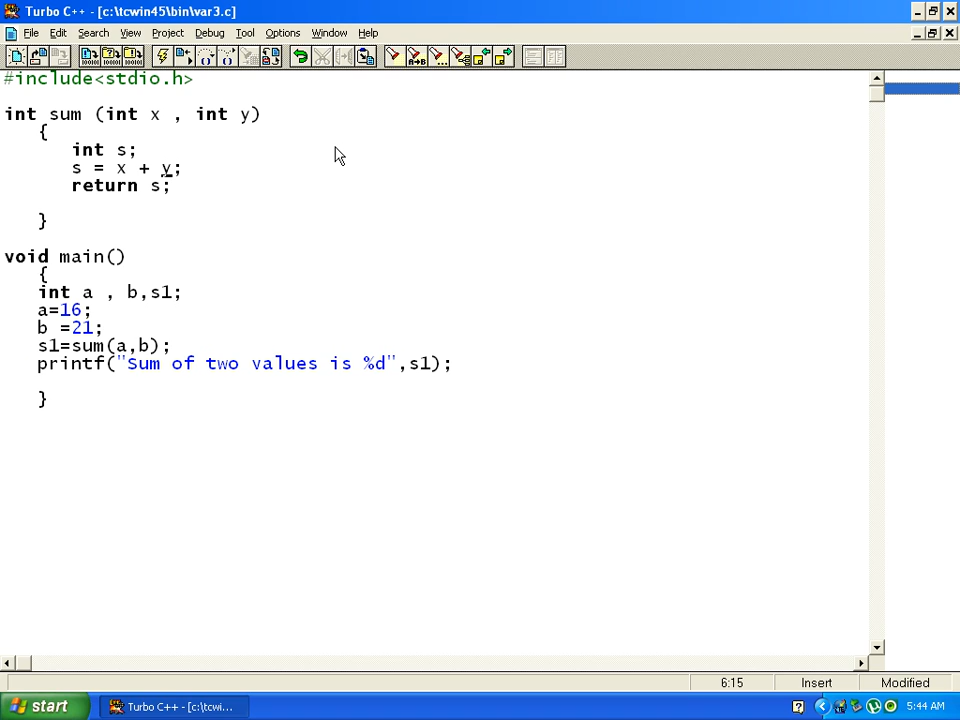 Turbo C++ - [c:\tcwin45\bin\var3.c]
File Edit Search View Project Debug Tool Options Window Help
#include<stdio.h>
int sum (int x , int y)
{
int s;
s = x + y;
return s;
}
void main()
{
int a , b,s1;
a=16;
b =21;
s1=sum(a,b);
printf("Sum of two values is %d",s1);
}
6:15 Insert Modified
start Turbo C++ - [c:\tcwi... 5:44 AM